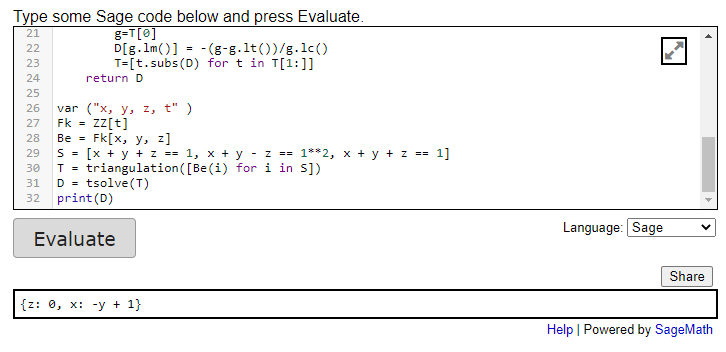 Type some Sage code below and press Evaluate.
21 g=T[0]
22 D[g.lm()] = -(g-g.lt())/g.lc()
23 T=[t.subs(D) for t in T[1:]]
24 return D
25
26 var ("x, y, z, t" )
27 Fk = ZZ[t]
28 Be = Fk[x, y, z]
29 S = [x + y + z == 1, x + y - z == 1**2, x + y + z == 1]
30 T = triangulation([Be(i) for i in S])
31 D = tsolve(T)
32 print(D)
Evaluate
Language: Sage
Share
{z: 0, x: -y + 1}
Help | Powered by SageMath